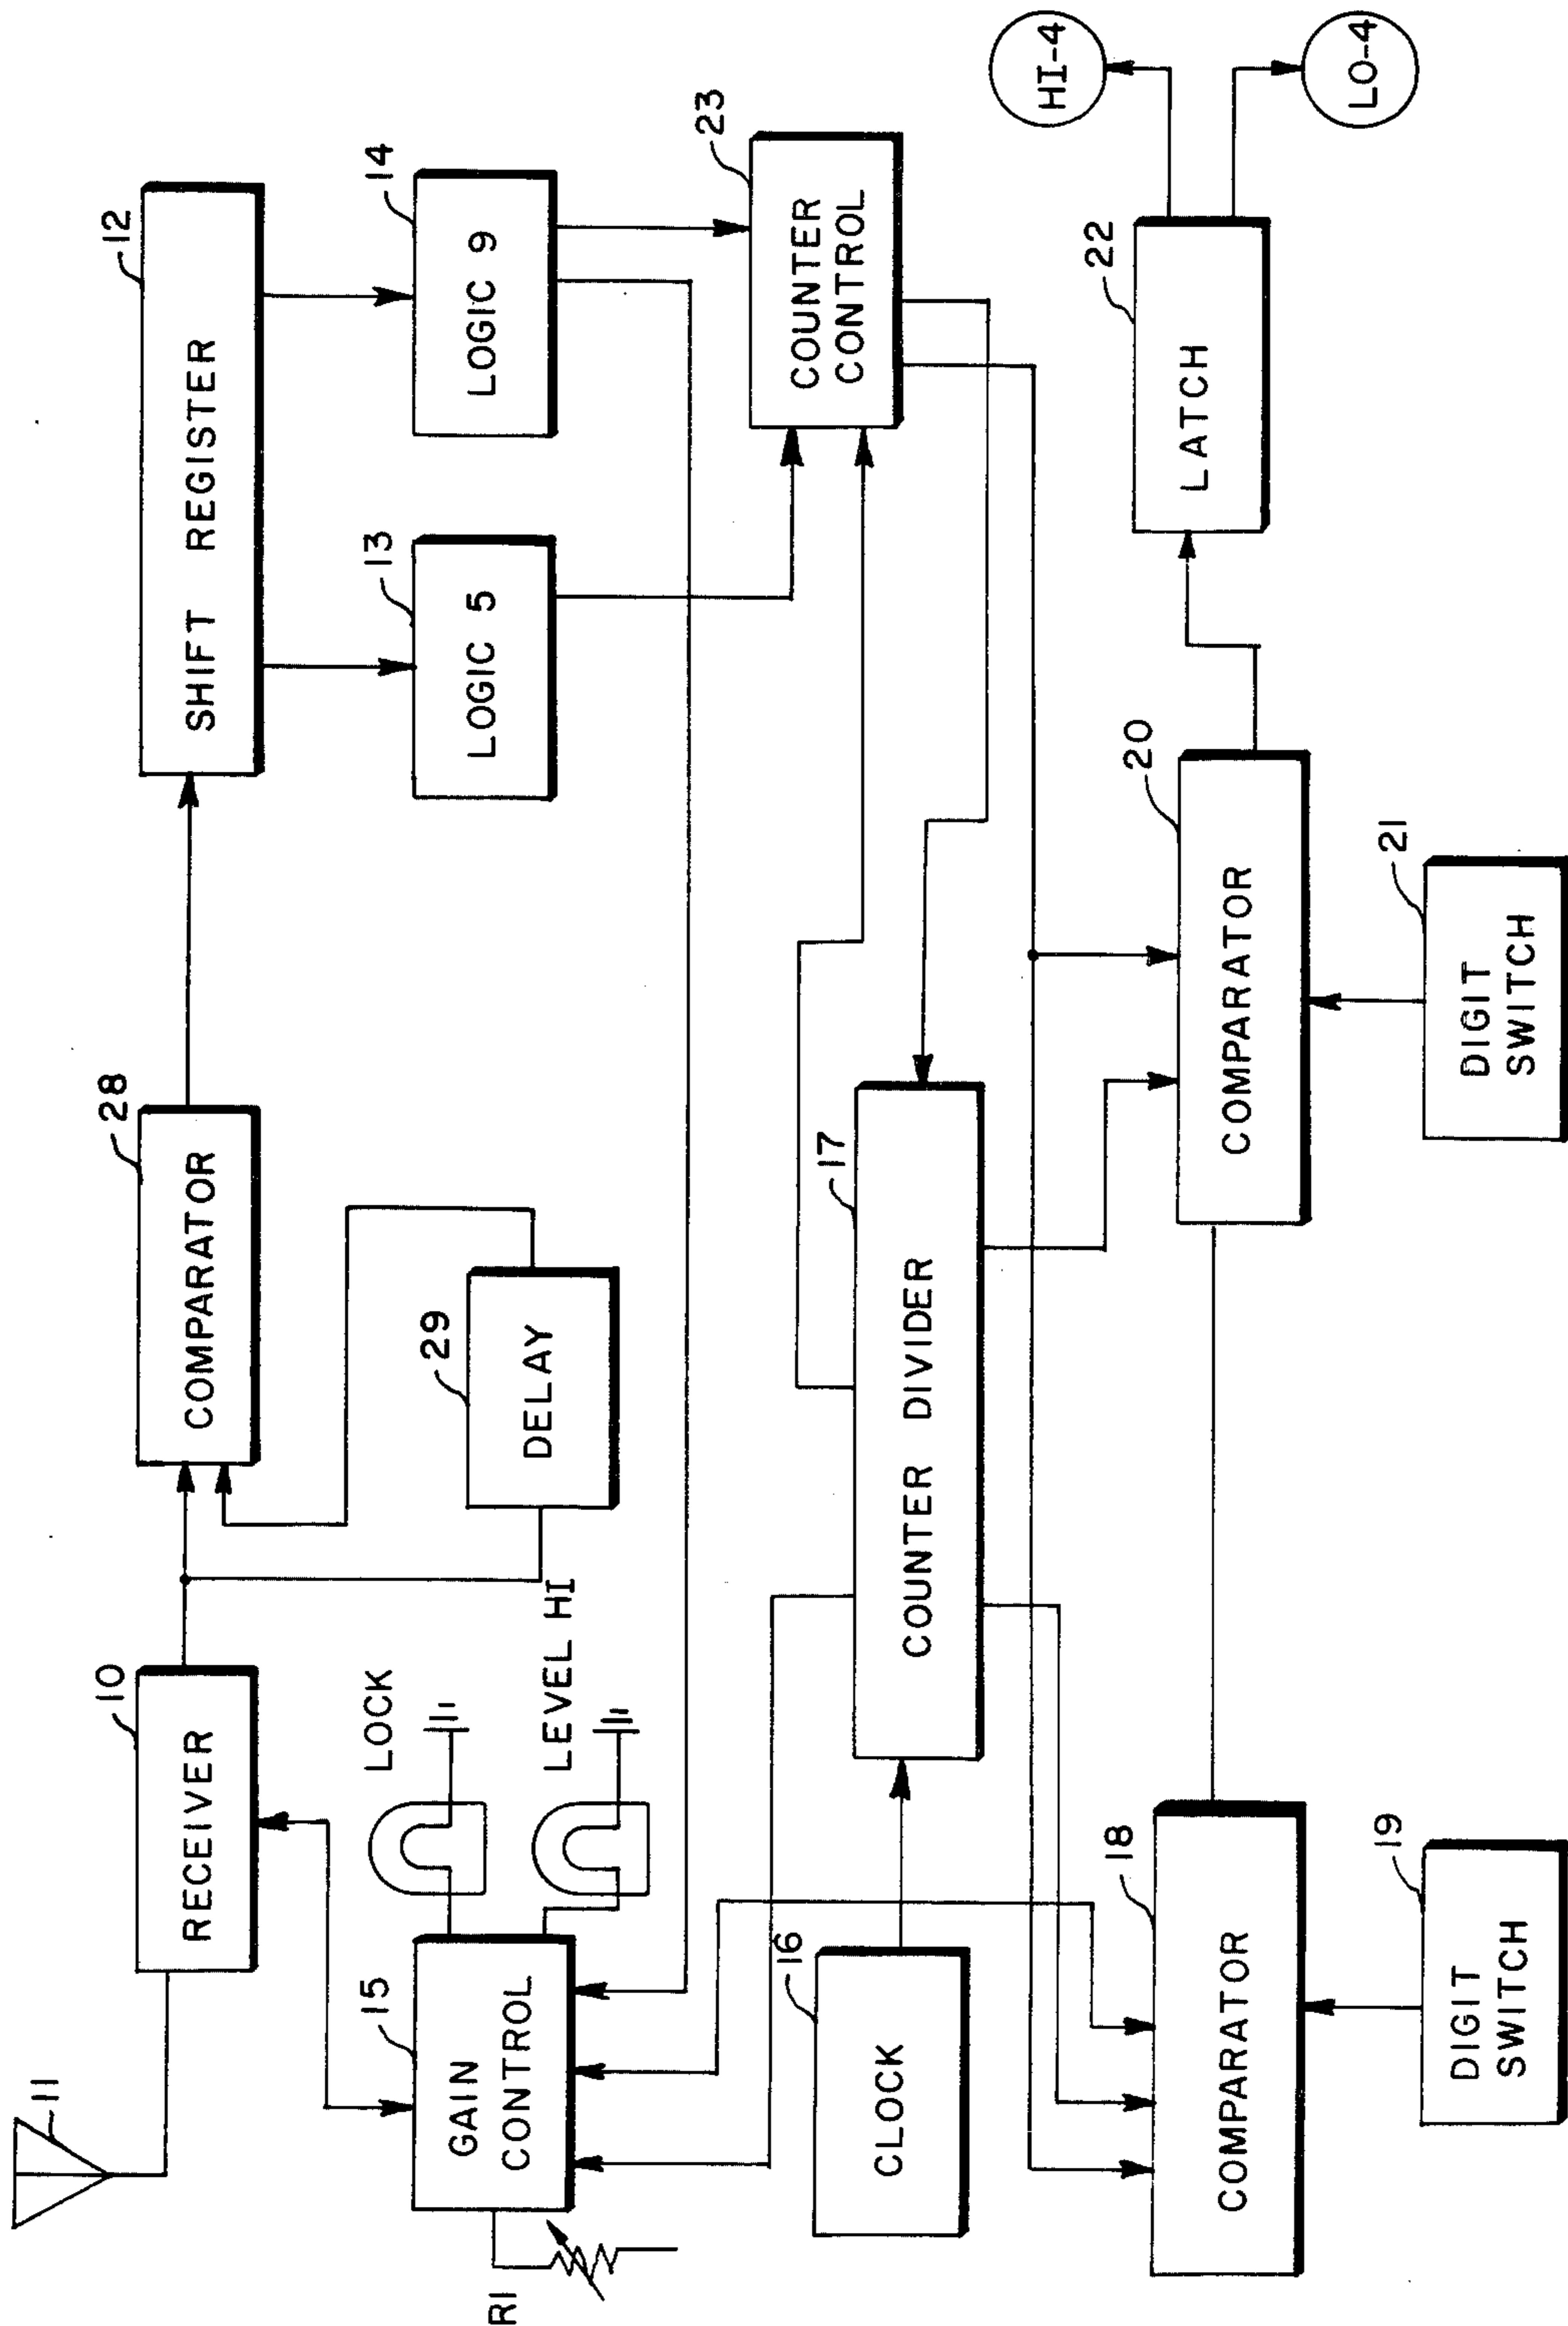 11
10
RECEIVER
28
COMPARATOR
12
SHIFT REGISTER
15
GAIN
CONTROL
R1
LOCK
LEVEL HI
29
DELAY
13
LOGIC 5
14
LOGIC 9
16
CLOCK
17
COUNTER DIVIDER
23
COUNTER
CONTROL
18
COMPARATOR
19
DIGIT
SWITCH
20
COMPARATOR
21
DIGIT
SWITCH
22
LATCH
HI-4
LO-4